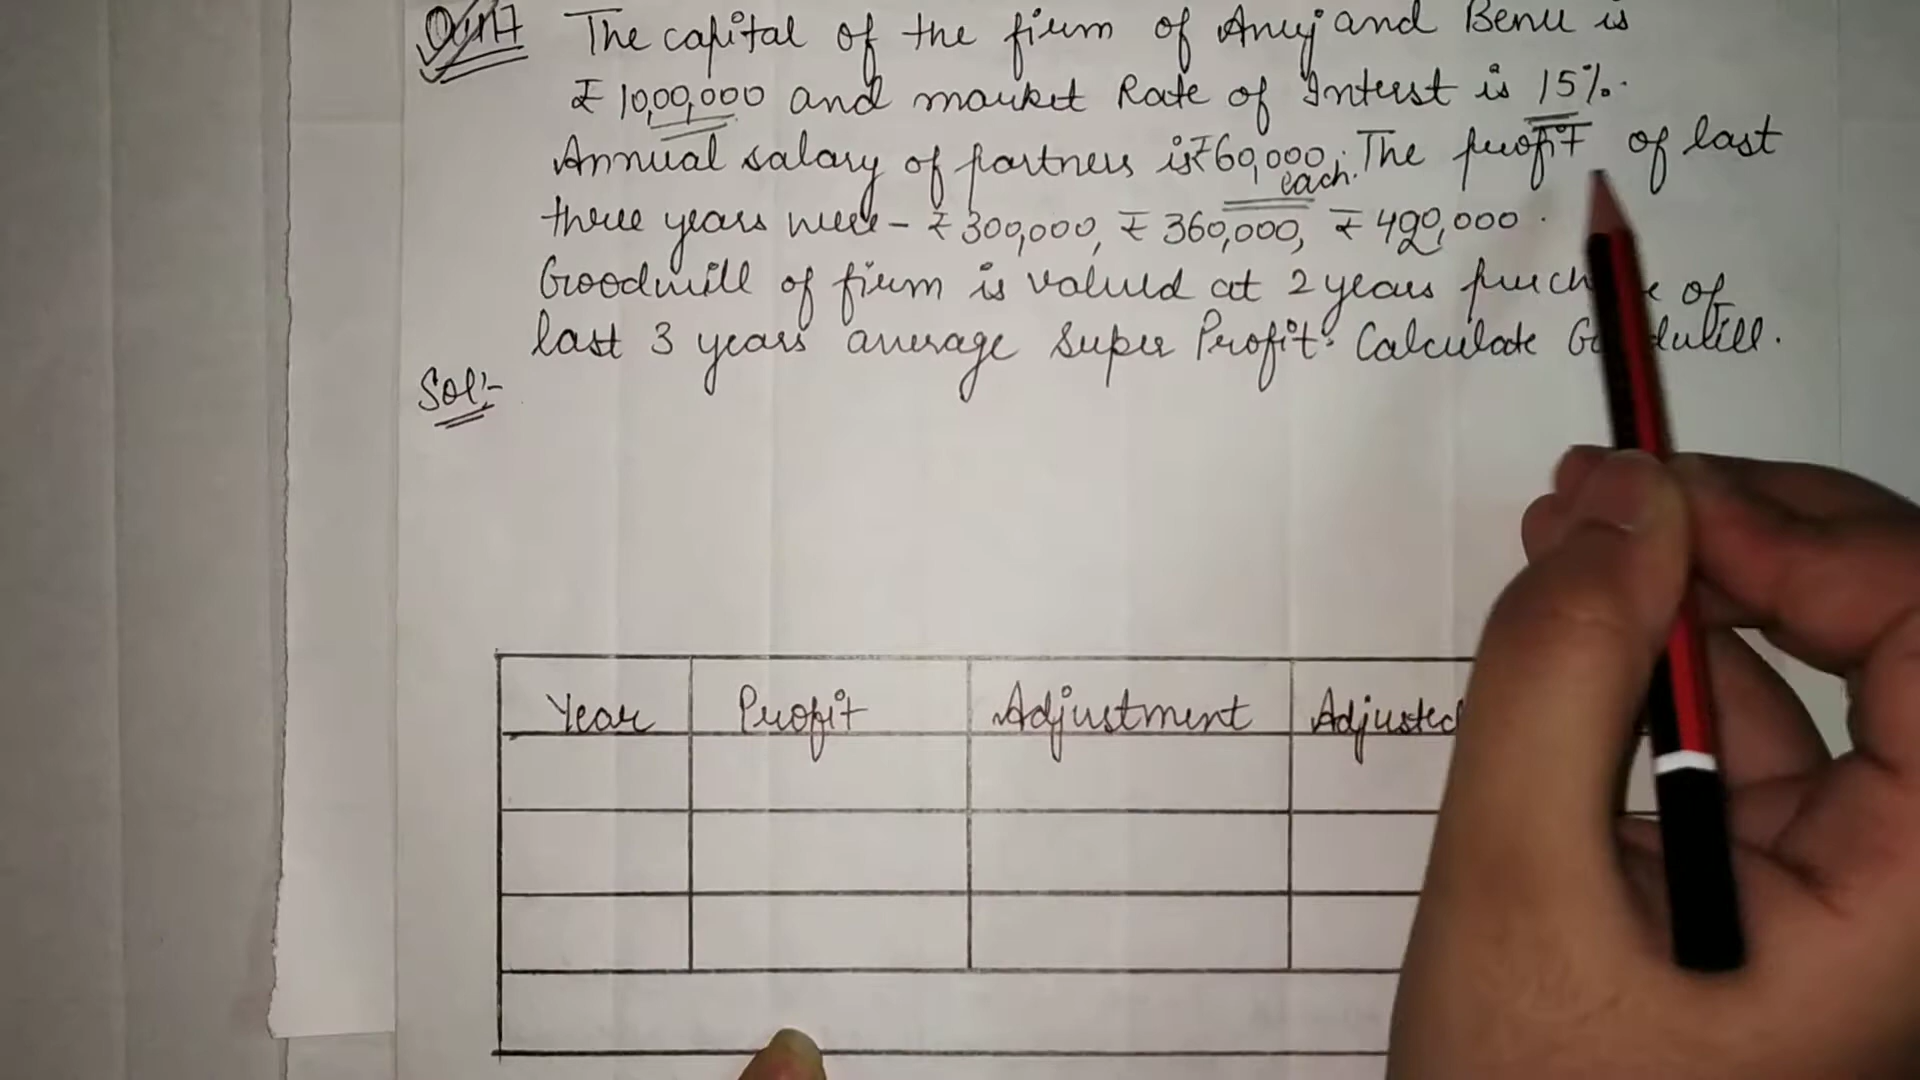 Qun17 The capital of the firm of Anuj and Benu is
₹ 10,00,000 and market Rate of Interst is 15%.
Annual salary of partners is ₹60,000 each. The profit of last
three years were - ₹ 300,000, ₹ 360,000, ₹ 420,000.
Goodwill of firm is valued at 2 years of
last 3 years average Super Profit. Calculate
Sol:-
Year Profit Adjustment Adjusted